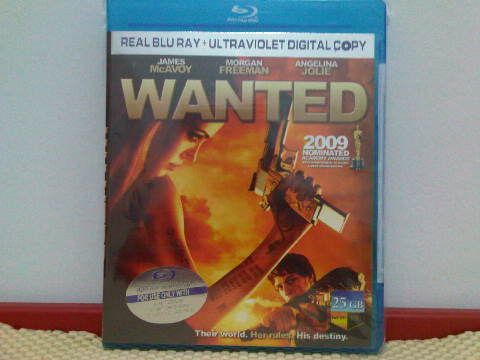 REAL BLU RAY + ULTRAVIOLET DIGITAL COPY
JAMES McAVOY
MORGAN FREEMAN
ANGELINA JOLIE
WANTED
2009
NOMINATED
ACADEMY AWARDS
FOR USE ONLY WITH
25 GB
Their world. Her rules. His destiny.